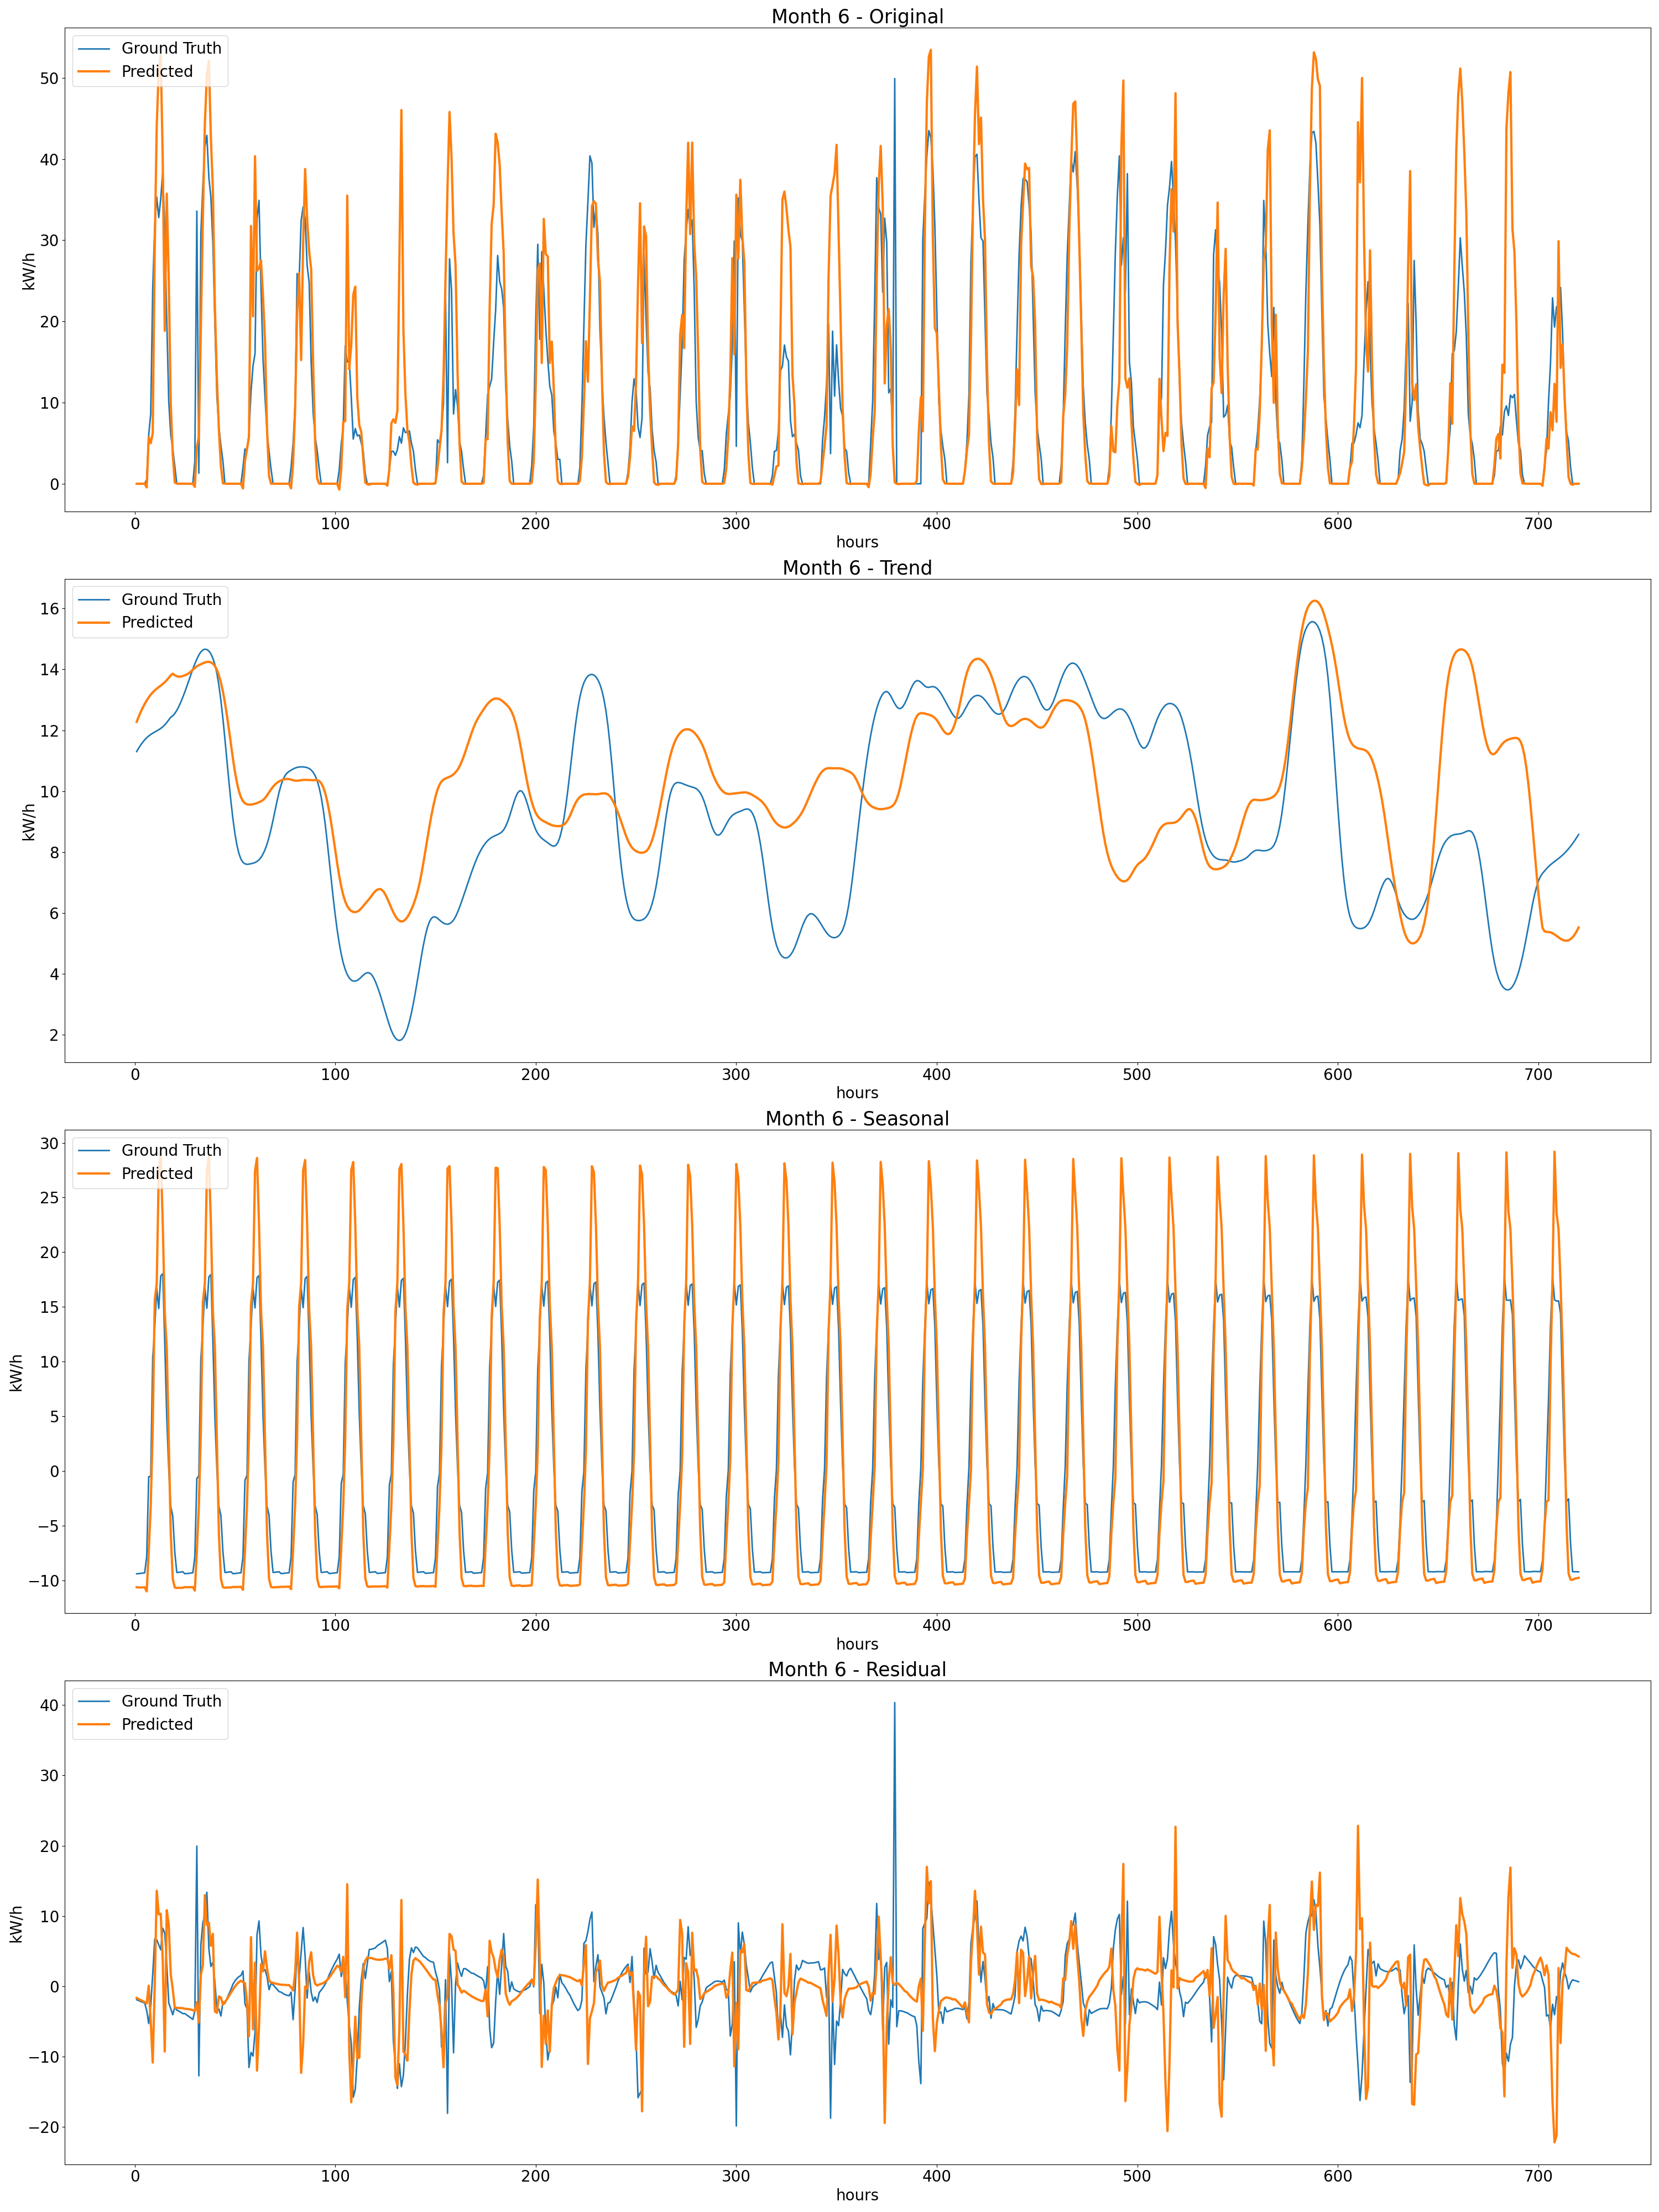 Month 6 - Original
Ground Truth
Predicted
50
40
30
20
10
0
kW/h
0 100 200 300 400 500 600 700
hours
Month 6 - Trend
Ground Truth
Predicted
16
14
12
10
8
6
4
2
kW/h
0 100 200 300 400 500 600 700
hours
Month 6 - Seasonal
Ground Truth
Predicted
30
25
20
15
10
5
0
−5
−10
kW/h
0 100 200 300 400 500 600 700
hours
Month 6 - Residual
Ground Truth
Predicted
40
30
20
10
0
−10
−20
kW/h
0 100 200 300 400 500 600 700
hours